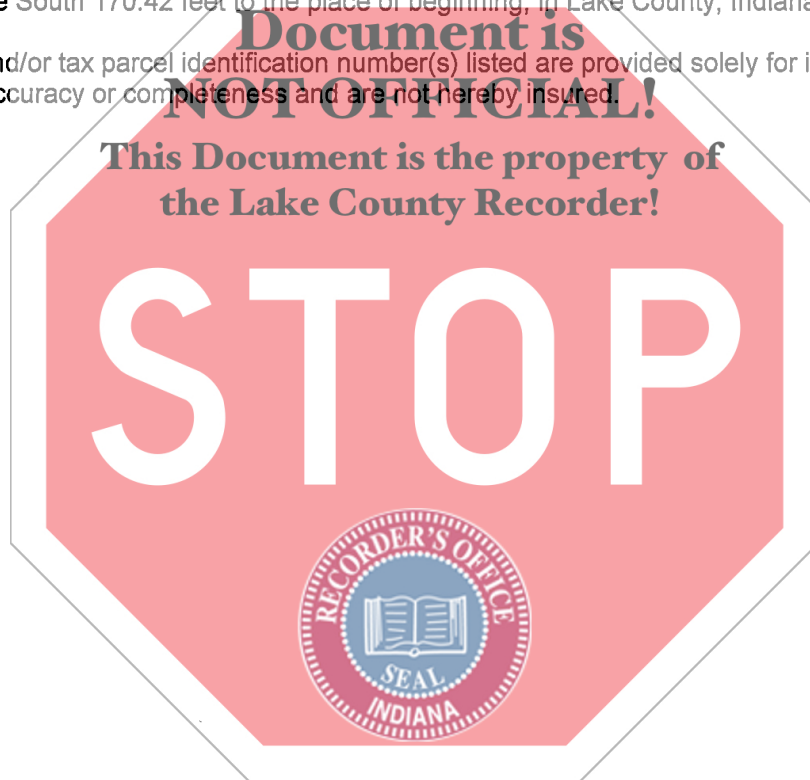 South 170.42 feet to the place of beginning, in Lake County, Indiana
Document is
d/or tax parcel identification number(s) listed are provided solely for i
NOT OFFICIAL!
ccuracy or completeness and are not hereby insured.
This Document is the property of
the Lake County Recorder!
STOP
RECORDER'S OFFICE
SEAL
INDIANA